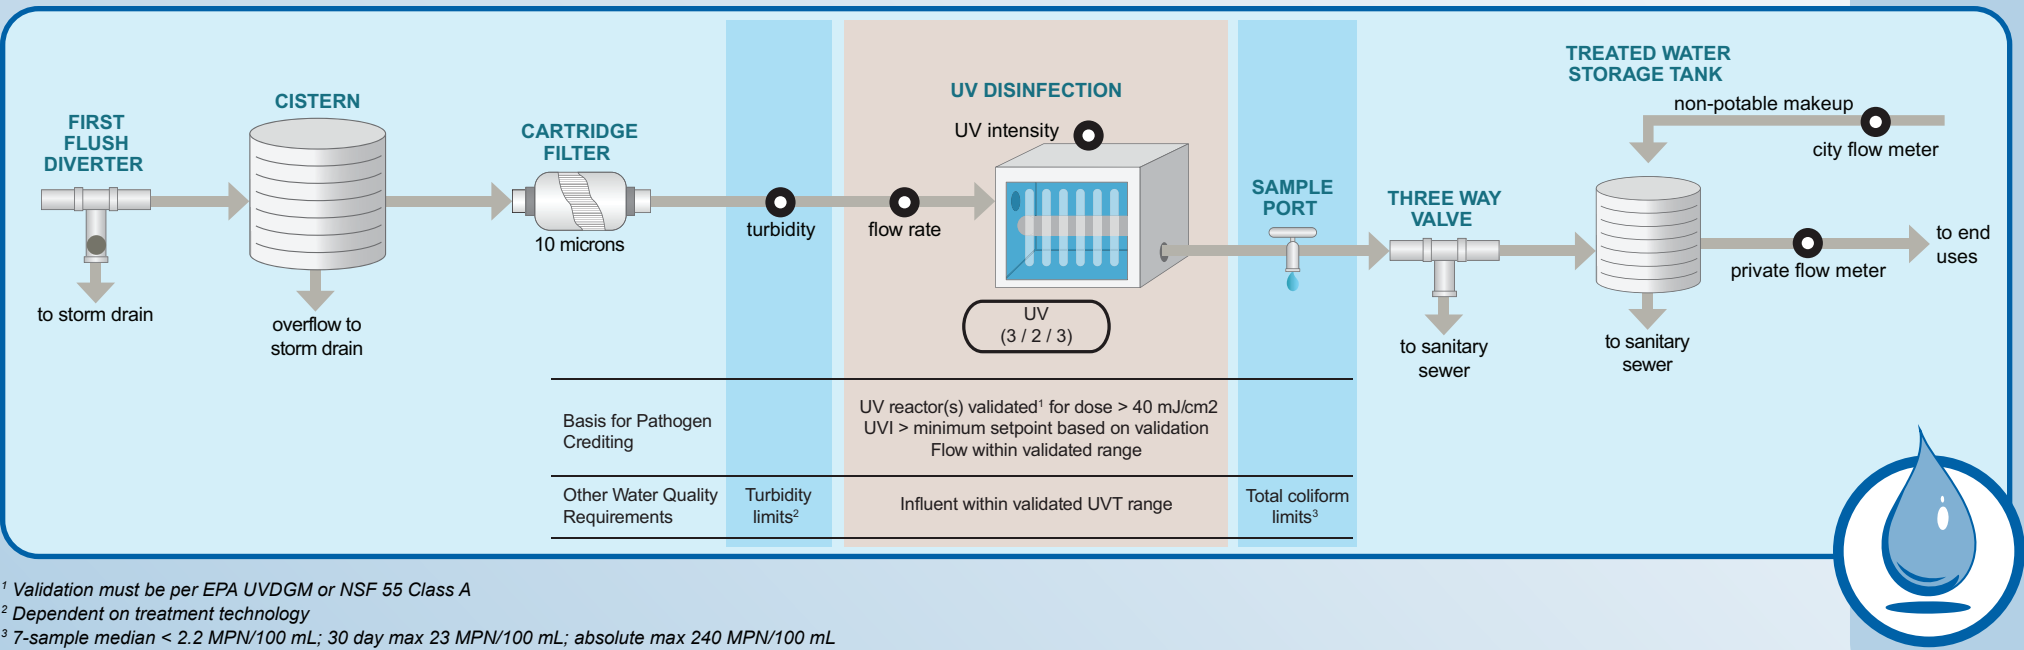 FIRST
FLUSH
DIVERTER
to storm drain
CISTERN
overflow to
storm drain
CARTRIDGE
FILTER
10 microns
turbidity
flow rate
UV DISINFECTION
UV intensity
UV
(3 / 2 / 3)
SAMPLE
PORT
THREE WAY
VALVE
to sanitary
sewer
TREATED WATER
STORAGE TANK
non-potable makeup
city flow meter
private flow meter
to end
uses
to sanitary
sewer
Basis for Pathogen
Crediting
UV reactor(s) validated¹ for dose > 40 mJ/cm2
UVI > minimum setpoint based on validation
Flow within validated range
Other Water Quality
Requirements
Turbidity
limits²
Influent within validated UVT range
Total coliform
limits³
¹ Validation must be per EPA UVDGM or NSF 55 Class A
² Dependent on treatment technology
³ 7-sample median < 2.2 MPN/100 mL; 30 day max 23 MPN/100 mL; absolute max 240 MPN/100 mL